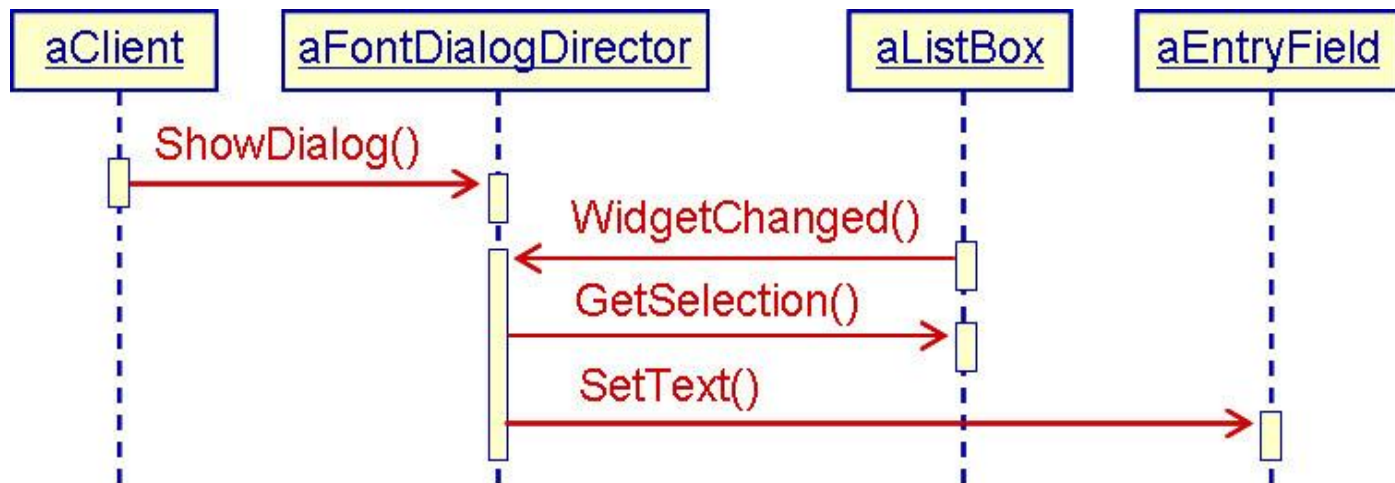 aClient
aFontDialogDirector
aListBox
aEntryField
ShowDialog()
WidgetChanged()
GetSelection()
SetText()